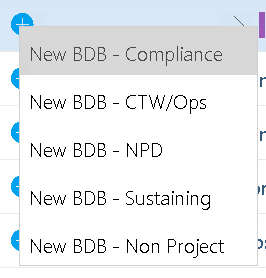 New BDB - Compliance
New BDB - CTW/Ops
New BDB - NPD
New BDB - Sustaining
New BDB - Non Project